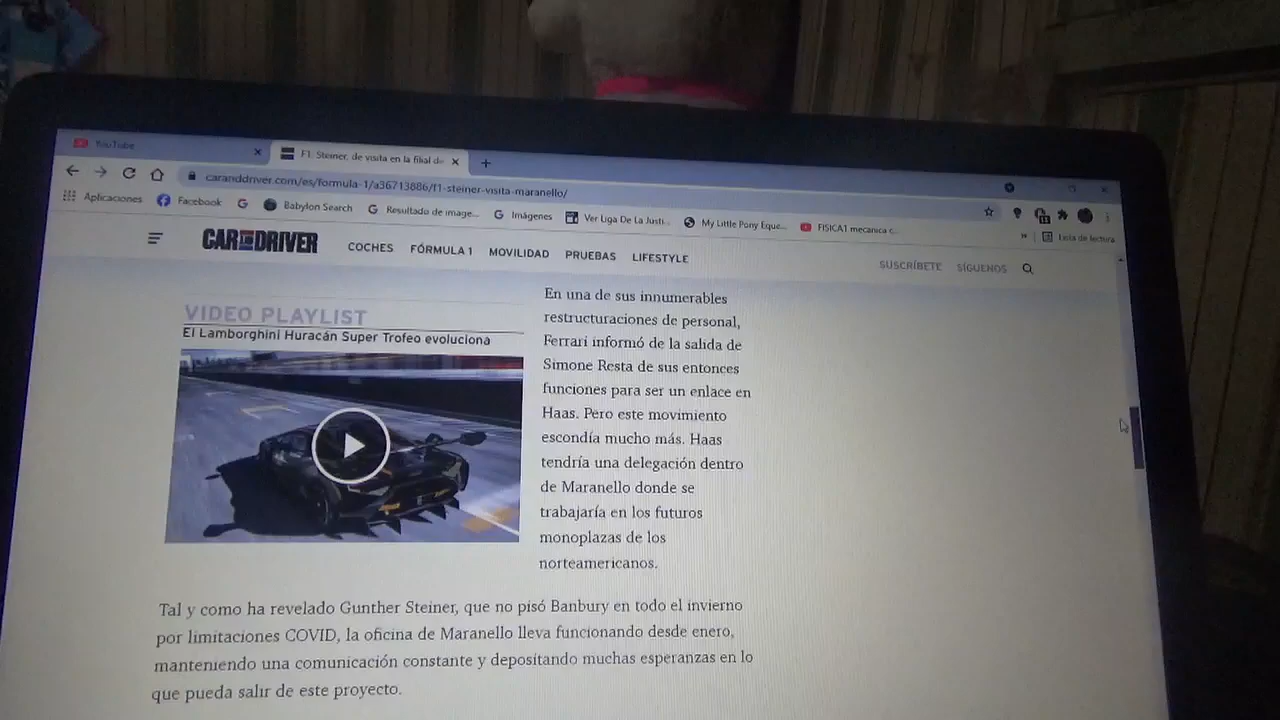 YouTube
F1: Steiner, de visita en la filial de
caranddriver.com/es/formula-1/a36713886/f1-steiner-visita-maranello/
Aplicaciones Facebook Babylon Search Resultado de image... Imágenes Ver Liga De La Justi... My Little Pony Eque... FISICA1 mecanica c...
» Lista de lectura
CAR AND DRIVER COCHES FÓRMULA 1 MOVILIDAD PRUEBAS LIFESTYLE
SUSCRÍBETE SÍGUENOS
VIDEO PLAYLIST
El Lamborghini Huracán Super Trofeo evoluciona
En una de sus innumerables
restructuraciones de personal,
Ferrari informó de la salida de
Simone Resta de sus entonces
funciones para ser un enlace en
Haas. Pero este movimiento
escondía mucho más. Haas
tendría una delegación dentro
de Maranello donde se
trabajaría en los futuros
monoplazas de los
norteamericanos.
Tal y como ha revelado Gunther Steiner, que no pisó Banbury en todo el invierno
por limitaciones COVID, la oficina de Maranello lleva funcionando desde enero,
manteniendo una comunicación constante y depositando muchas esperanzas en lo
que pueda salir de este proyecto.